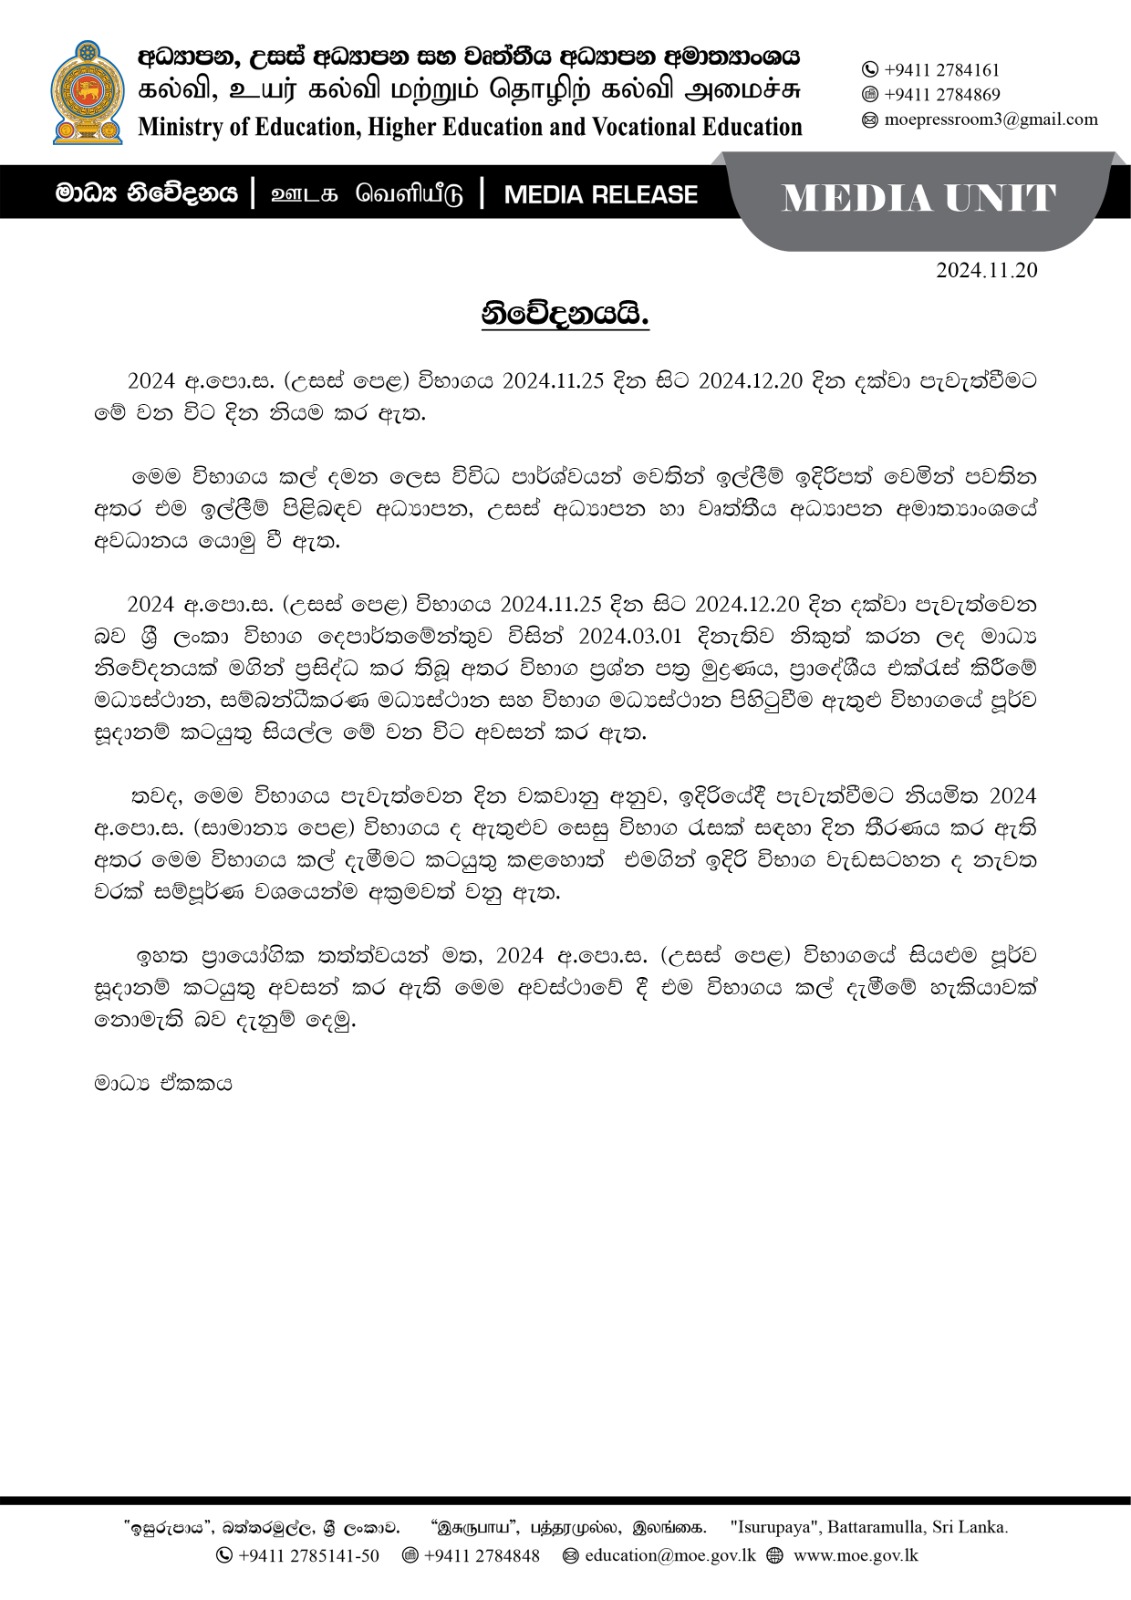 අධ්‍යාපන, උසස් අධ්‍යාපන සහ වෘත්තීය අධ්‍යාපන අමාත්‍යාංශය
கல்வி, உயர் கல்வி மற்றும் தொழிற் கல்வி அமைச்சு
Ministry of Education, Higher Education and Vocational Education
+9411 2784161
+9411 2784869
moepressroom3@gmail.com
මාධ්‍ය නිවේදනය | ஊடக வெளியீடு | MEDIA RELEASE
MEDIA UNIT
2024.11.20
නිවේදනයයි.
2024 අ.පො.ස. (උසස් පෙළ) විභාගය 2024.11.25 දින සිට 2024.12.20 දින දක්වා පැවැත්වීමට
මේ වන විට දින නියම කර ඇත.
මෙම විභාගය කල් දමන ලෙස විවිධ පාර්ශ්වයන් වෙතින් ඉල්ලීම් ඉදිරිපත් වෙමින් පවතින
අතර එම ඉල්ලීම් පිළිබඳව අධ්‍යාපන, උසස් අධ්‍යාපන හා වෘත්තීය අධ්‍යාපන අමාත්‍යාංශයේ
අවධානය යොමු වී ඇත.
2024 අ.පො.ස. (උසස් පෙළ) විභාගය 2024.11.25 දින සිට 2024.12.20 දින දක්වා පැවැත්වෙන
බව ශ්‍රී ලංකා විභාග දෙපාර්තමේන්තුව විසින් 2024.03.01 දිනැතිව නිකුත් කරන ලද මාධ්‍ය
නිවේදනයක් මගින් ප්‍රසිද්ධ කර තිබූ අතර විභාග ප්‍රශ්න පත්‍ර මුද්‍රණය, ප්‍රාදේශීය එක්රැස් කිරීමේ
මධ්‍යස්ථාන, සම්බන්ධීකරණ මධ්‍යස්ථාන සහ විභාග මධ්‍යස්ථාන පිහිටුවීම ඇතුළු විභාගයේ පූර්ව
සූදානම් කටයුතු සියල්ල මේ වන විට අවසන් කර ඇත.
තවද, මෙම විභාගය පැවැත්වෙන දින වකවානු අනුව, ඉදිරියේදී පැවැත්වීමට නියමිත 2024
අ.පො.ස. (සාමාන්‍ය පෙළ) විභාගය ද ඇතුළුව සෙසු විභාග රැසක් සඳහා දින තීරණය කර ඇති
අතර මෙම විභාගය කල් දැමීමට කටයුතු කළහොත් එමගින් ඉදිරි විභාග වැඩසටහන ද නැවත
වරක් සම්පූර්ණ වශයෙන්ම අක්‍රමවත් වනු ඇත.
ඉහත ප්‍රායෝගික තත්ත්වයන් මත, 2024 අ.පො.ස. (උසස් පෙළ) විභාගයේ සියළුම පූර්ව
සූදානම් කටයුතු අවසන් කර ඇති මෙම අවස්ථාවේ දී එම විභාගය කල් දැමීමේ හැකියාවක්
නොමැති බව දැනුම් දෙමු.
මාධ්‍ය ඒකකය
"ඉසුරුපාය", බත්තරමුල්ල, ශ්‍රී ලංකාව. "இசுருபாய", பத்தரமுல்ல, இலங்கை. "Isurupaya", Battaramulla, Sri Lanka.
+9411 2785141-50 +9411 2784848 education@moe.gov.lk www.moe.gov.lk